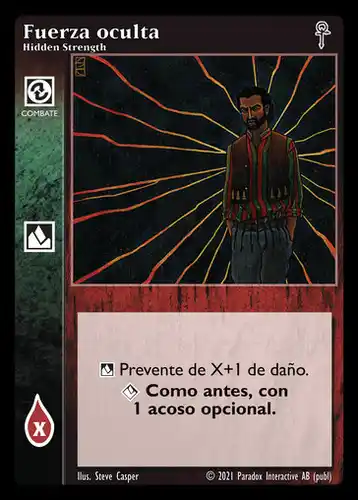 Fuerza oculta
Hidden Strength
COMBATE
Prevente de X+1 de daño.
Como antes, con
1 acoso opcional.
X
Ilus. Steve Casper © 2021 Paradox Interactive AB (publ)